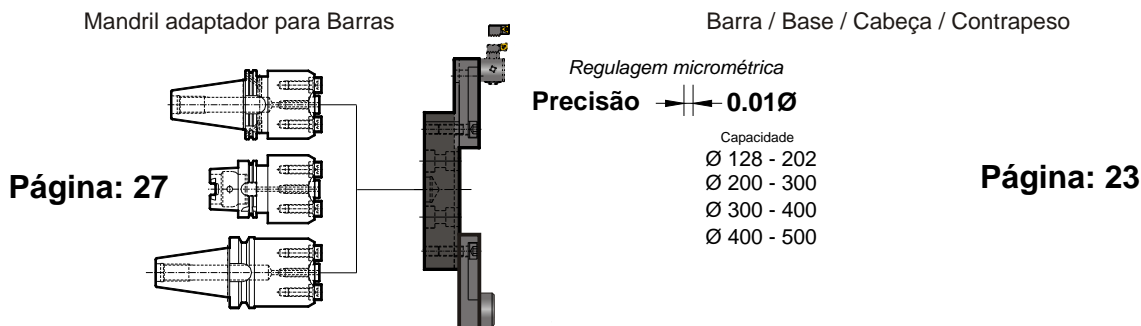 Mandril adaptador para Barras
Barra / Base / Cabeça / Contrapeso
Regulagem micrométrica
Precisão 0.01Ø
Capacidade
Ø 128 - 202
Ø 200 - 300
Ø 300 - 400
Ø 400 - 500
Página: 27
Página: 23